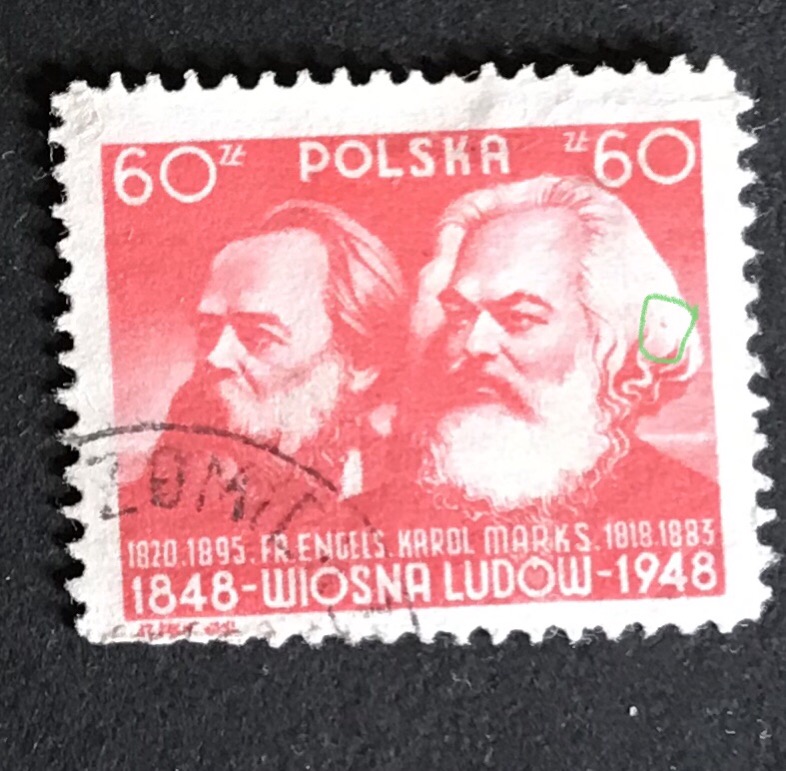 60 zł POLSKA zł 60
1820.1895. FR. ENGELS. KAROL MARKS. 1818.1883
1848-WIOSNA LUDÓW-1948